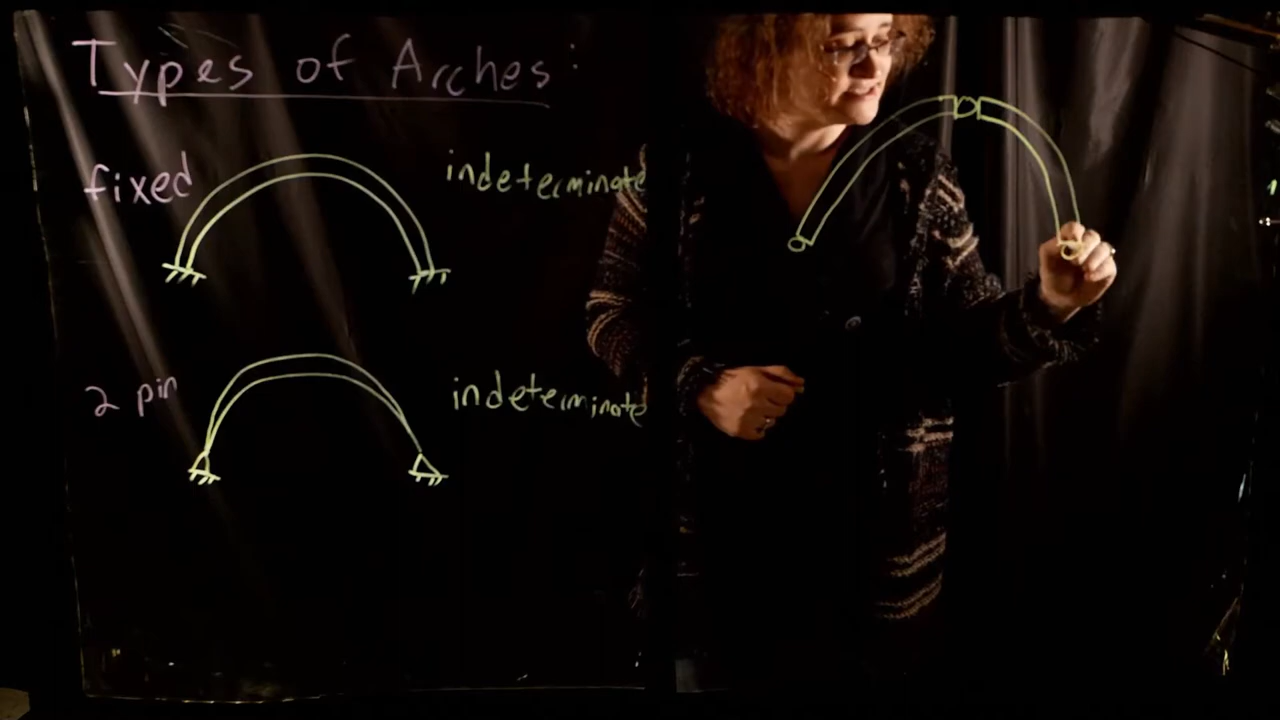 Types of Arches:
fixed indeterminate
2 pin indeterminate